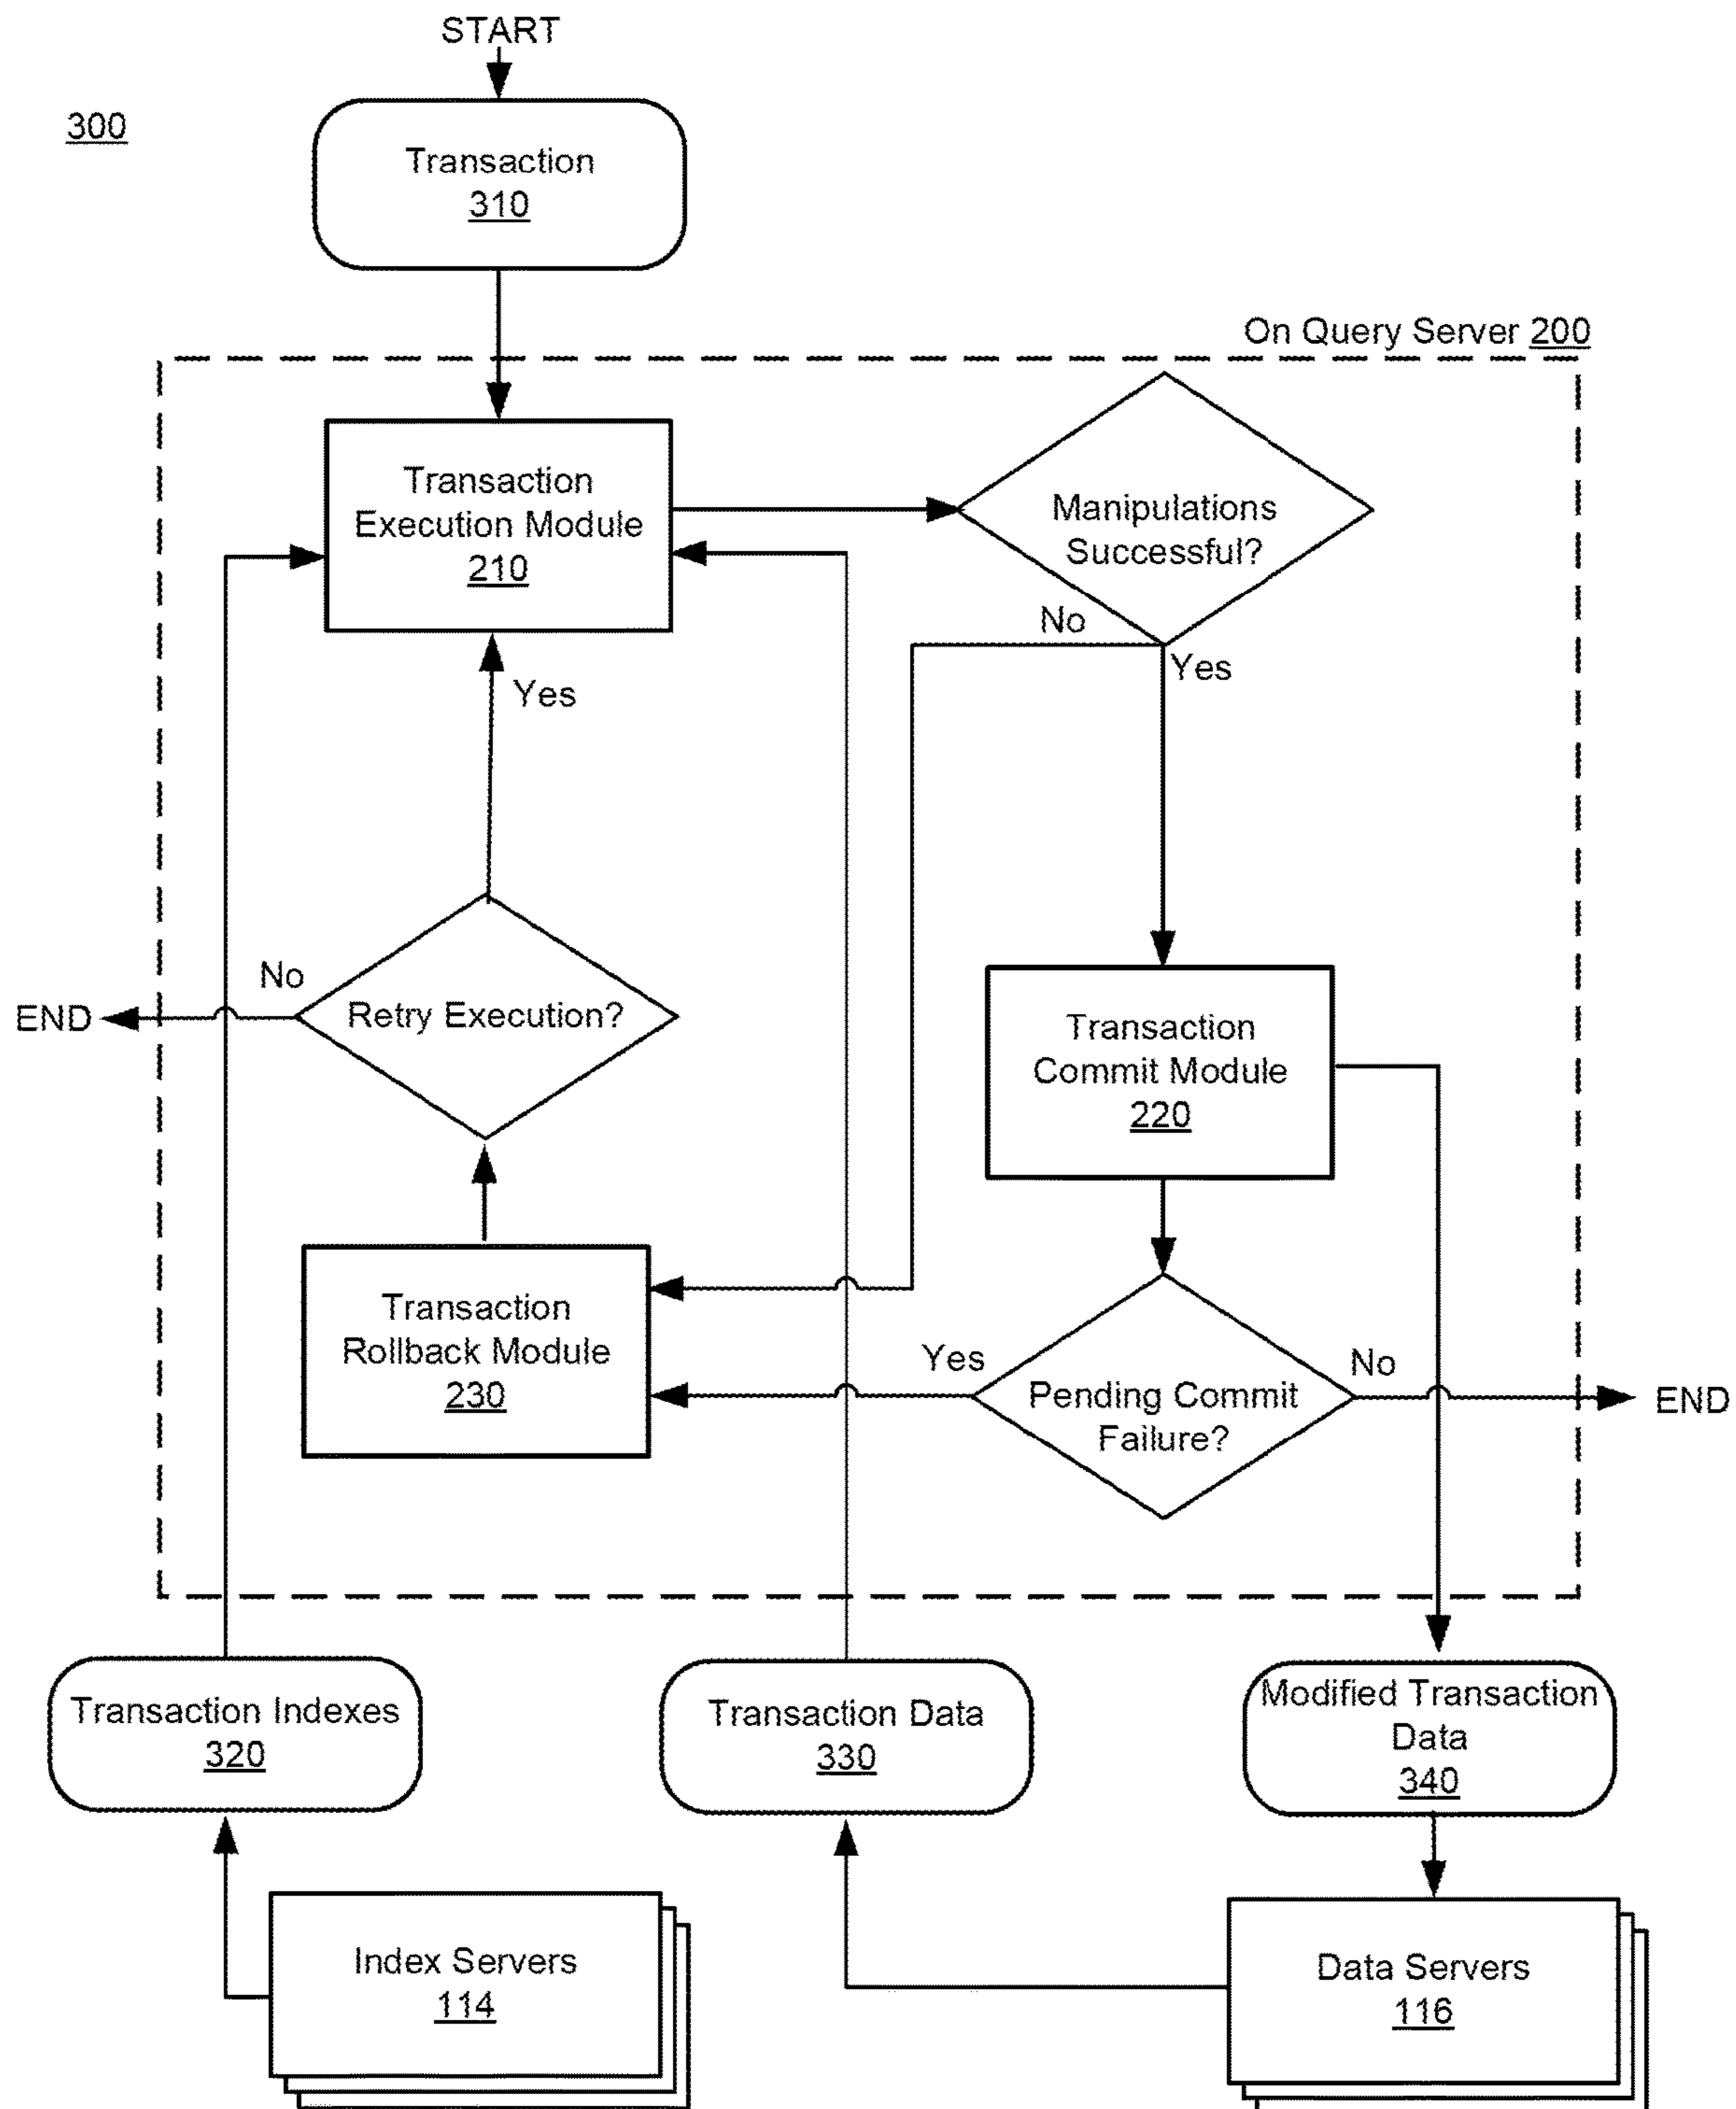 START
300
Transaction
310
On Query Server 200
Transaction
Execution Module
210
Manipulations
Successful?
No
Yes
Yes
No
END
Retry Execution?
Transaction
Commit Module
220
Transaction
Rollback Module
230
Yes
No
Pending Commit
Failure?
END
Transaction Indexes
320
Transaction Data
330
Modified Transaction
Data
340
Index Servers
114
Data Servers
116